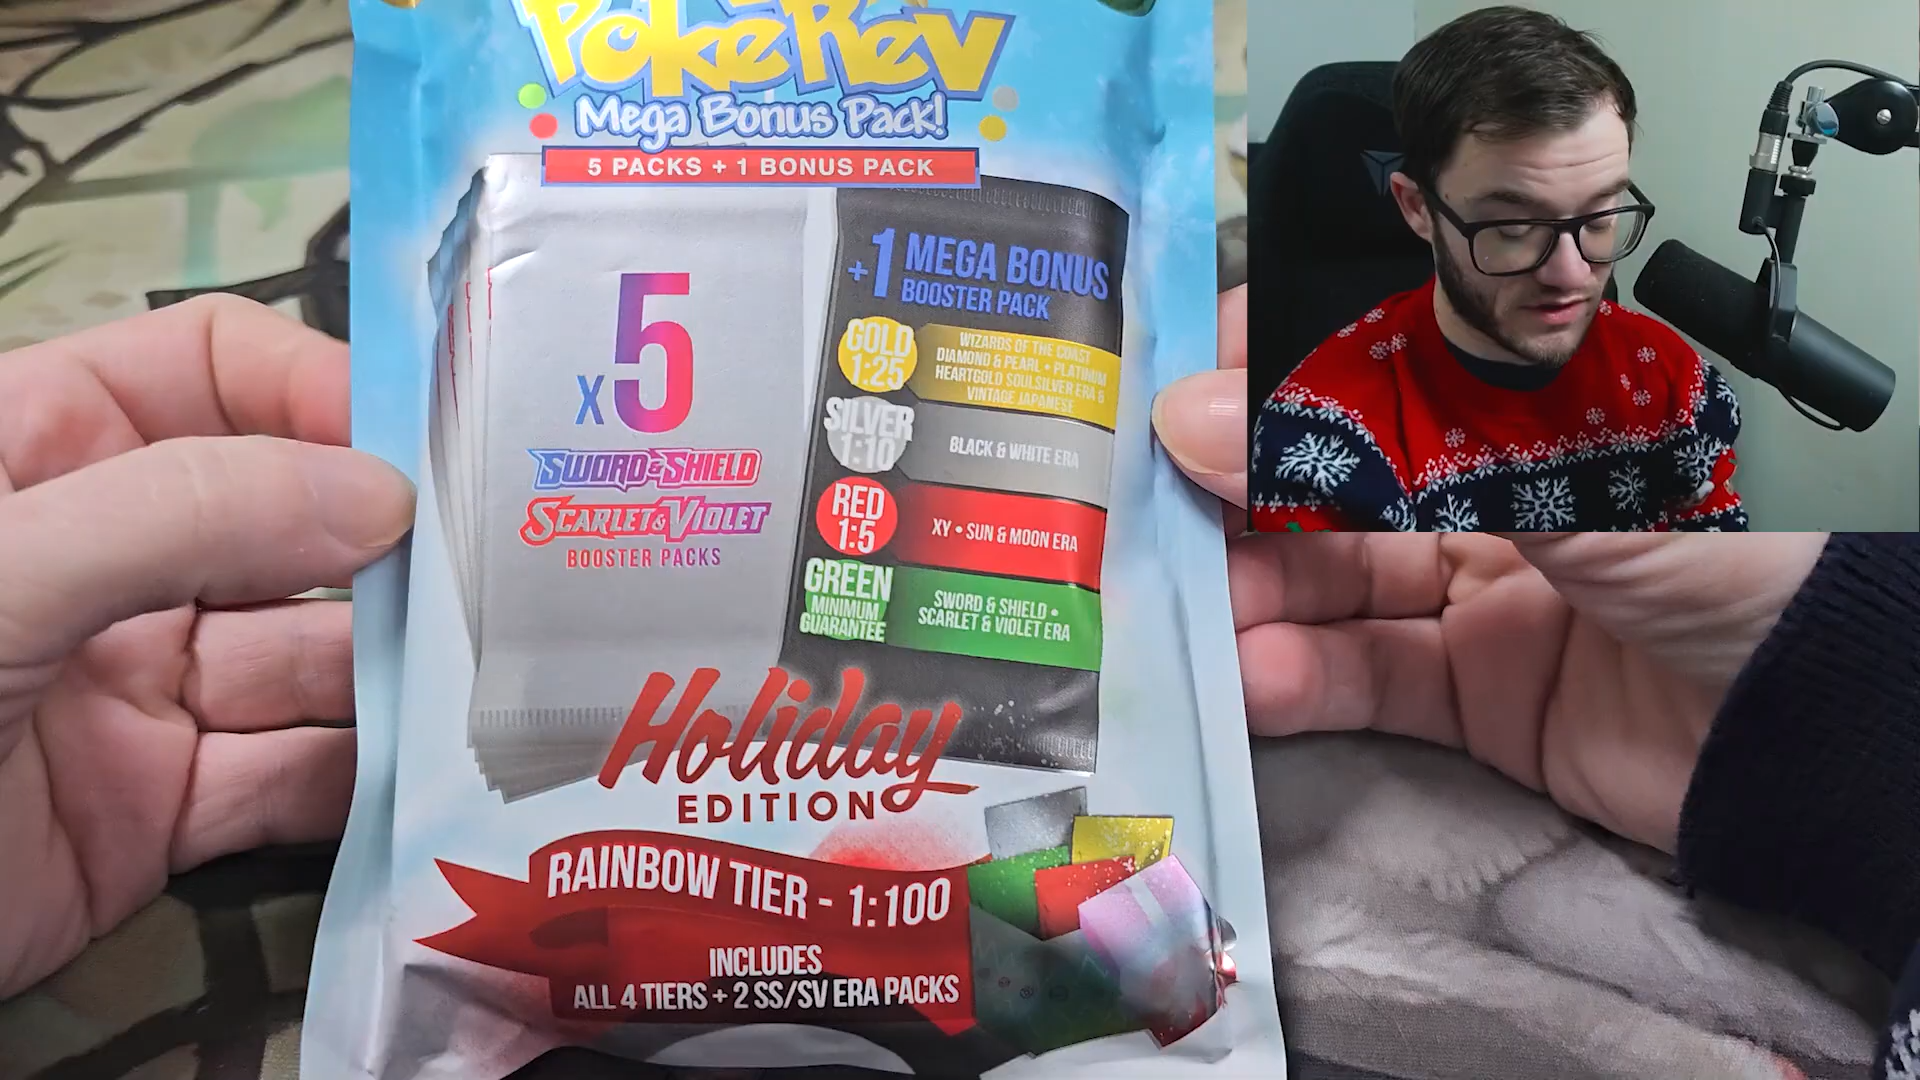 PokeRev
Mega Bonus Pack!
5 PACKS + 1 BONUS PACK
x5
SWORD & SHIELD
SCARLET & VIOLET
BOOSTER PACKS
+1 MEGA BONUS
BOOSTER PACK
GOLD
1:25
WIZARDS OF THE COAST
DIAMOND & PEARL • PLATINUM
HEARTGOLD SOULSILVER ERA &
VINTAGE JAPANESE
SILVER
1:10
BLACK & WHITE ERA
RED
1:5
XY • SUN & MOON ERA
GREEN
MINIMUM
GUARANTEE
SWORD & SHIELD •
SCARLET & VIOLET ERA
Holiday
EDITION
RAINBOW TIER - 1:100
INCLUDES
ALL 4 TIERS + 2 SS/SV ERA PACKS